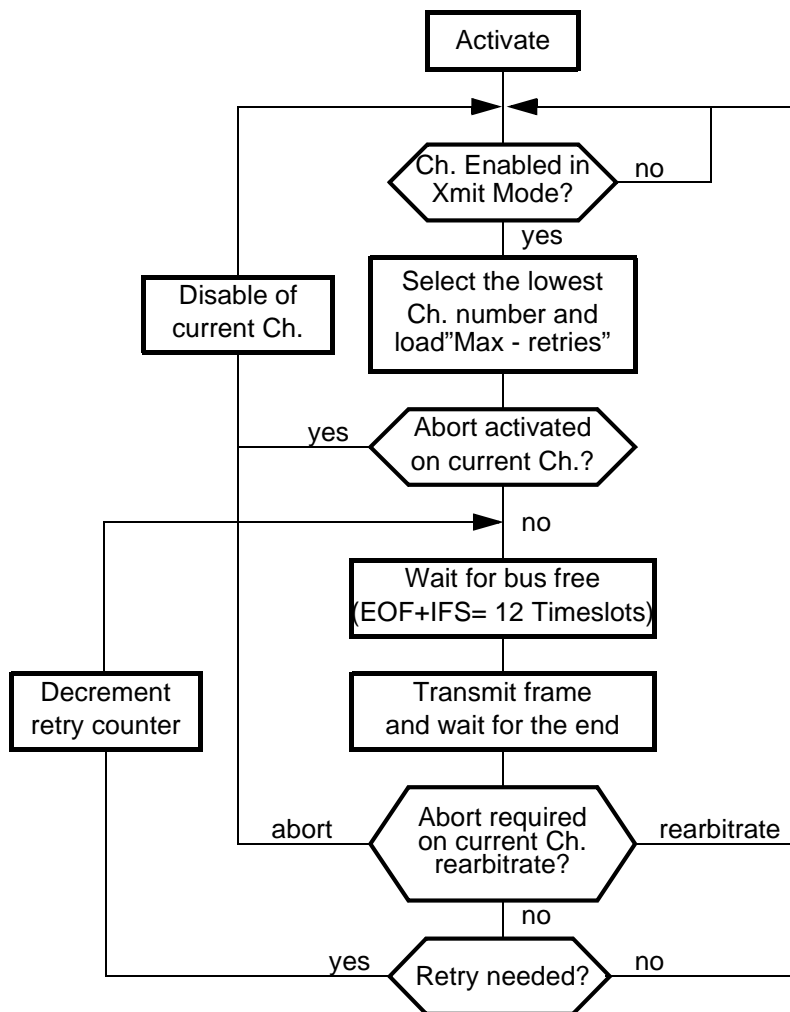 Activate
Ch. Enabled in
Xmit Mode?
no
yes
Disable of
current Ch.
Select the lowest
Ch. number and
load”Max - retries”
yes
Abort activated
on current Ch.?
no
Wait for bus free
(EOF+IFS= 12 Timeslots)
Decrement
retry counter
Transmit frame
and wait for the end
abort
Abort required
on current Ch.
rearbitrate?
rearbitrate
no
yes
Retry needed?
no